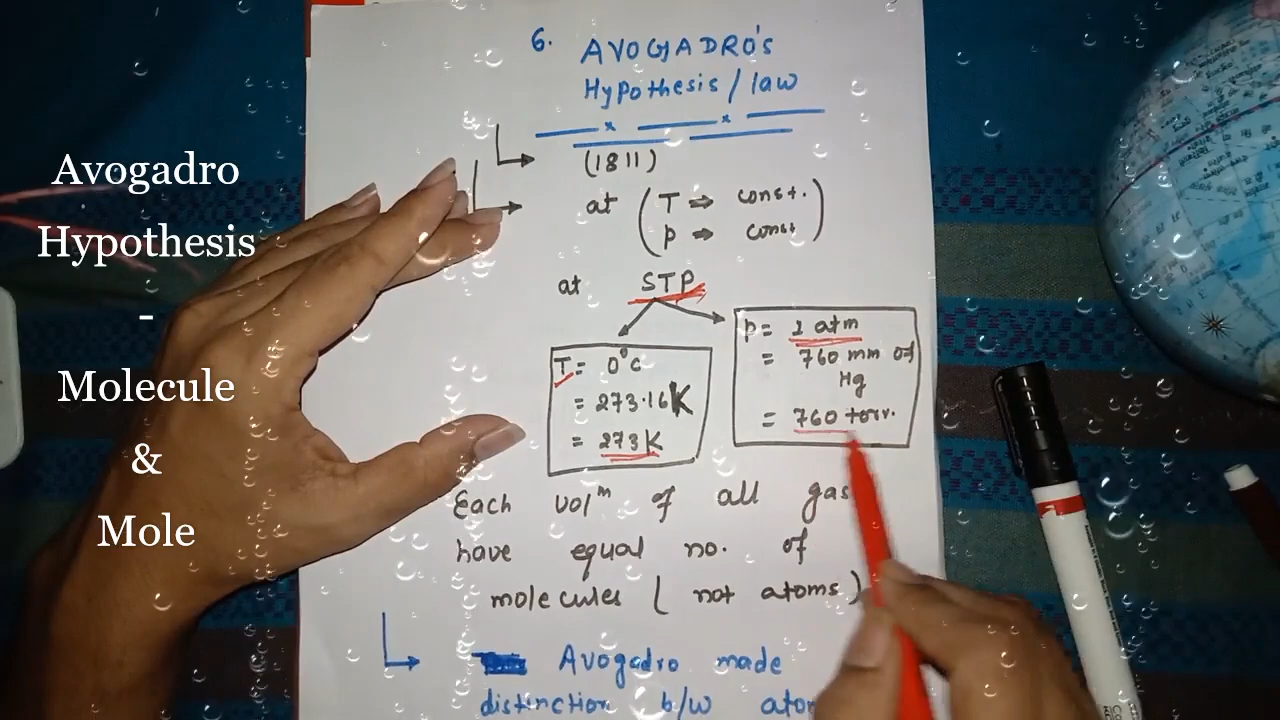 Avogadro
Hypothesis
-
Molecule
&
Mole
6. AVOGADRO'S
Hypothesis / law
(1811)
at ( T ⇒ const. )
p ⇒ const
at STP
T = 0°C
= 273.16K
= 273K
p = 1 atm
= 760 mm of
Hg
= 760 torr.
Each volᵐ of all gas
have equal no. of
molecules ( not atoms )
Avogadro made
distinction b/w atom